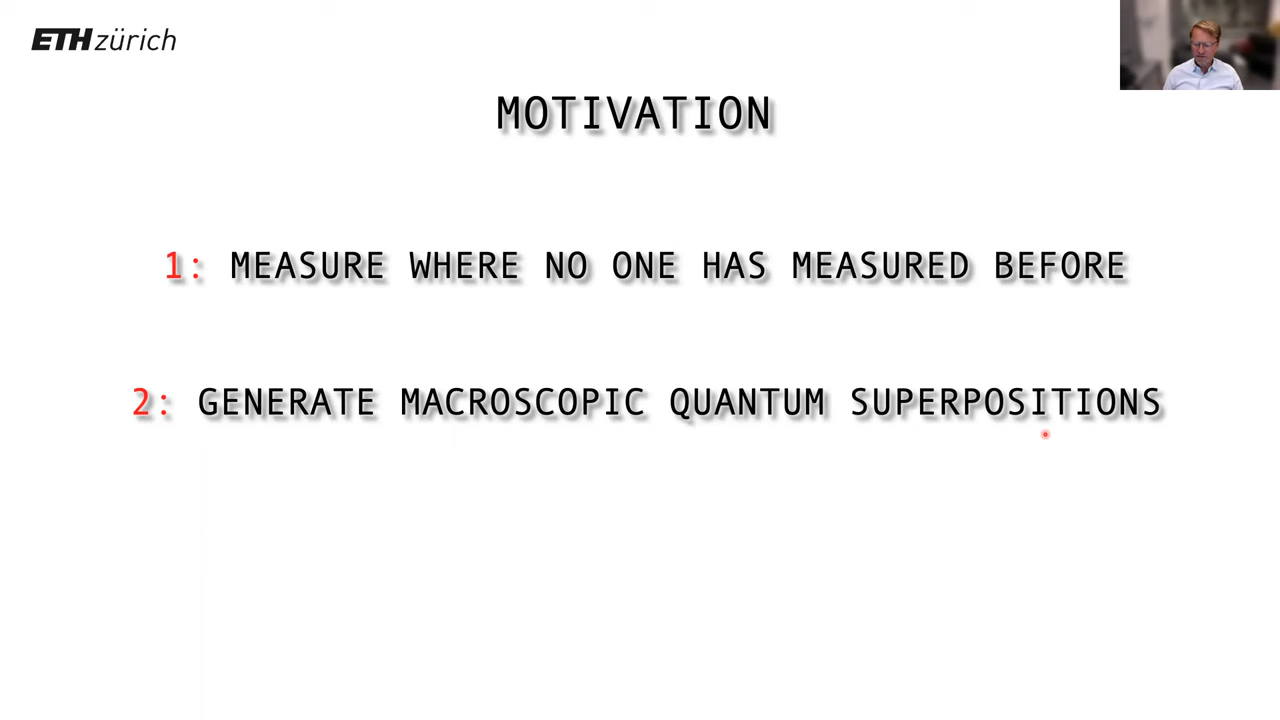 ETH zürich
MOTIVATION
1: MEASURE WHERE NO ONE HAS MEASURED BEFORE
2: GENERATE MACROSCOPIC QUANTUM SUPERPOSITIONS